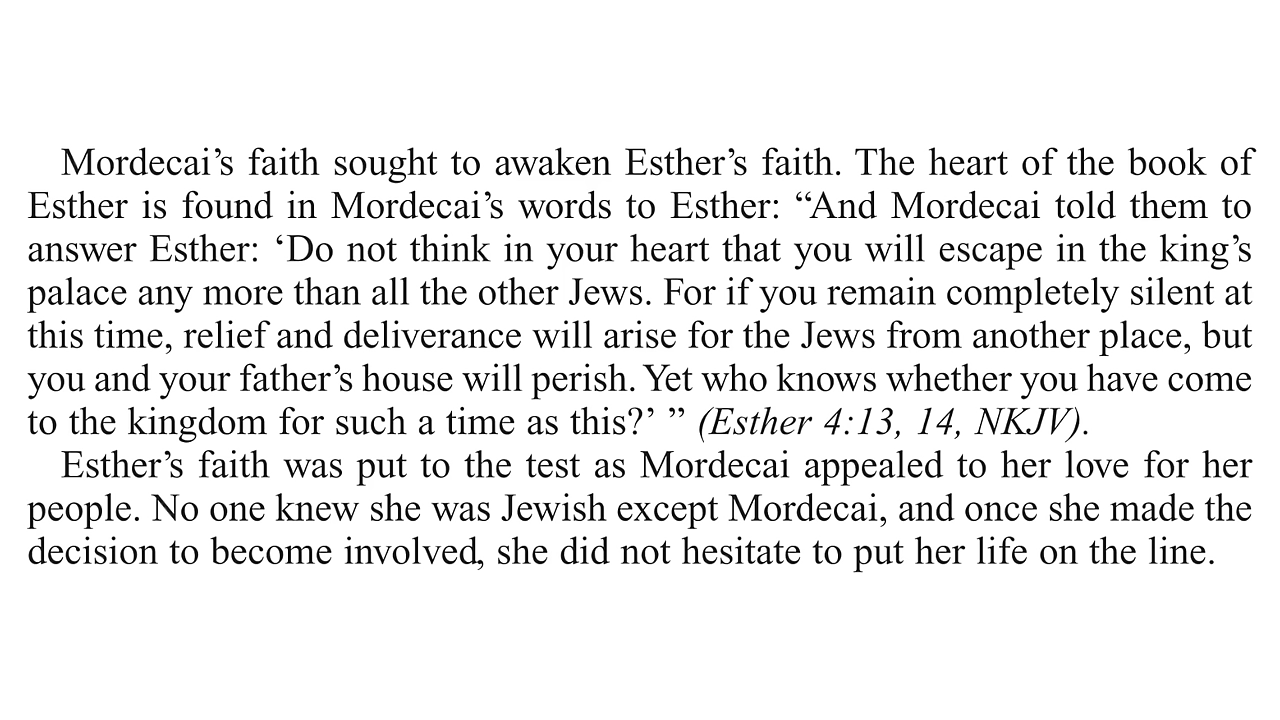 Mordecai’s faith sought to awaken Esther’s faith. The heart of the book of
Esther is found in Mordecai’s words to Esther: “And Mordecai told them to
answer Esther: ‘Do not think in your heart that you will escape in the king’s
palace any more than all the other Jews. For if you remain completely silent at
this time, relief and deliverance will arise for the Jews from another place, but
you and your father’s house will perish. Yet who knows whether you have come
to the kingdom for such a time as this?’ ” (Esther 4:13, 14, NKJV).
Esther’s faith was put to the test as Mordecai appealed to her love for her
people. No one knew she was Jewish except Mordecai, and once she made the
decision to become involved, she did not hesitate to put her life on the line.